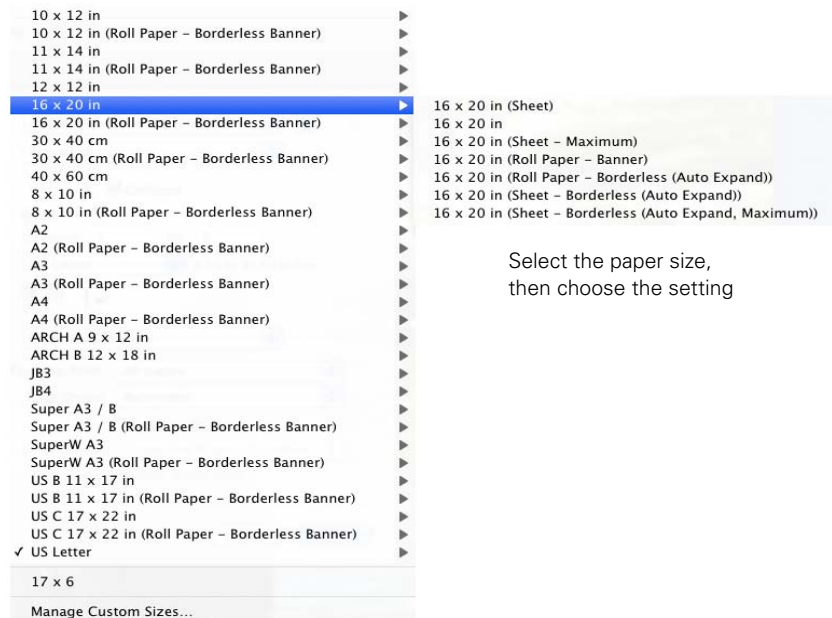 10 x 12 in
10 x 12 in (Roll Paper – Borderless Banner)
11 x 14 in
11 x 14 in (Roll Paper – Borderless Banner)
12 x 12 in
16 x 20 in
16 x 20 in (Roll Paper – Borderless Banner)
30 x 40 cm
30 x 40 cm (Roll Paper – Borderless Banner)
40 x 60 cm
8 x 10 in
8 x 10 in (Roll Paper – Borderless Banner)
A2
A2 (Roll Paper – Borderless Banner)
A3
A3 (Roll Paper – Borderless Banner)
A4
A4 (Roll Paper – Borderless Banner)
ARCH A 9 x 12 in
ARCH B 12 x 18 in
JB3
JB4
Super A3 / B
Super A3 / B (Roll Paper – Borderless Banner)
SuperW A3
SuperW A3 (Roll Paper – Borderless Banner)
US B 11 x 17 in
US B 11 x 17 in (Roll Paper – Borderless Banner)
US C 17 x 22 in
US C 17 x 22 in (Roll Paper – Borderless Banner)
✓ US Letter
17 x 6
Manage Custom Sizes...
16 x 20 in (Sheet)
16 x 20 in
16 x 20 in (Sheet – Maximum)
16 x 20 in (Roll Paper – Banner)
16 x 20 in (Roll Paper – Borderless (Auto Expand))
16 x 20 in (Sheet – Borderless (Auto Expand))
16 x 20 in (Sheet – Borderless (Auto Expand, Maximum))
Select the paper size,
then choose the setting